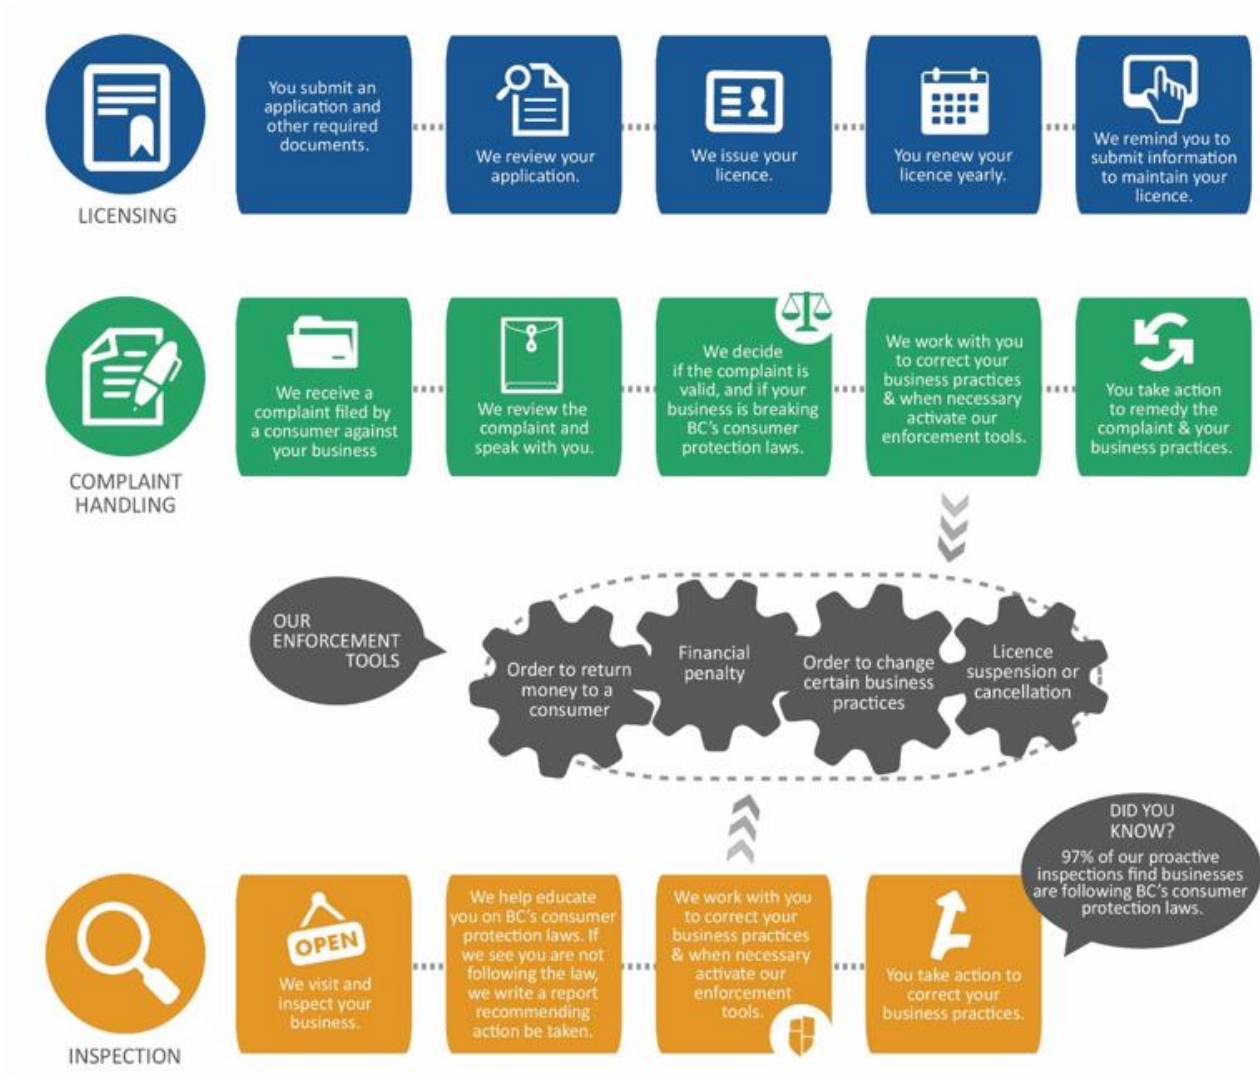 LICENSING
You submit an
application and
other required
documents.
We review your
application.
We issue your
licence.
You renew your
licence yearly.
We remind you to
submit information
to maintain your
licence.
COMPLAINT
HANDLING
We receive a
complaint filed by
a consumer against
your business
We review the
complaint and
speak with you.
We decide
if the complaint is
valid, and if your
business is breaking
BC's consumer
protection laws.
We work with you
to correct your
business practices
& when necessary
activate our
enforcement tools.
You take action
to remedy the
complaint & your
business practices.
OUR
ENFORCEMENT
TOOLS
Order to return
money to a
consumer
Financial
penalty
Order to change
certain business
practices
Licence
suspension or
cancellation
DID YOU
KNOW?
97% of our proactive
inspections find businesses
are following BC's consumer
protection laws.
INSPECTION
OPEN
We visit and
inspect your
business.
We help educate
you on BC's consumer
protection laws. If
we see you are not
following the law,
we write a report
recommending
action be taken.
We work with you
to correct your
business practices
& when necessary
activate our
enforcement
tools.
You take action to
correct your
business practices.